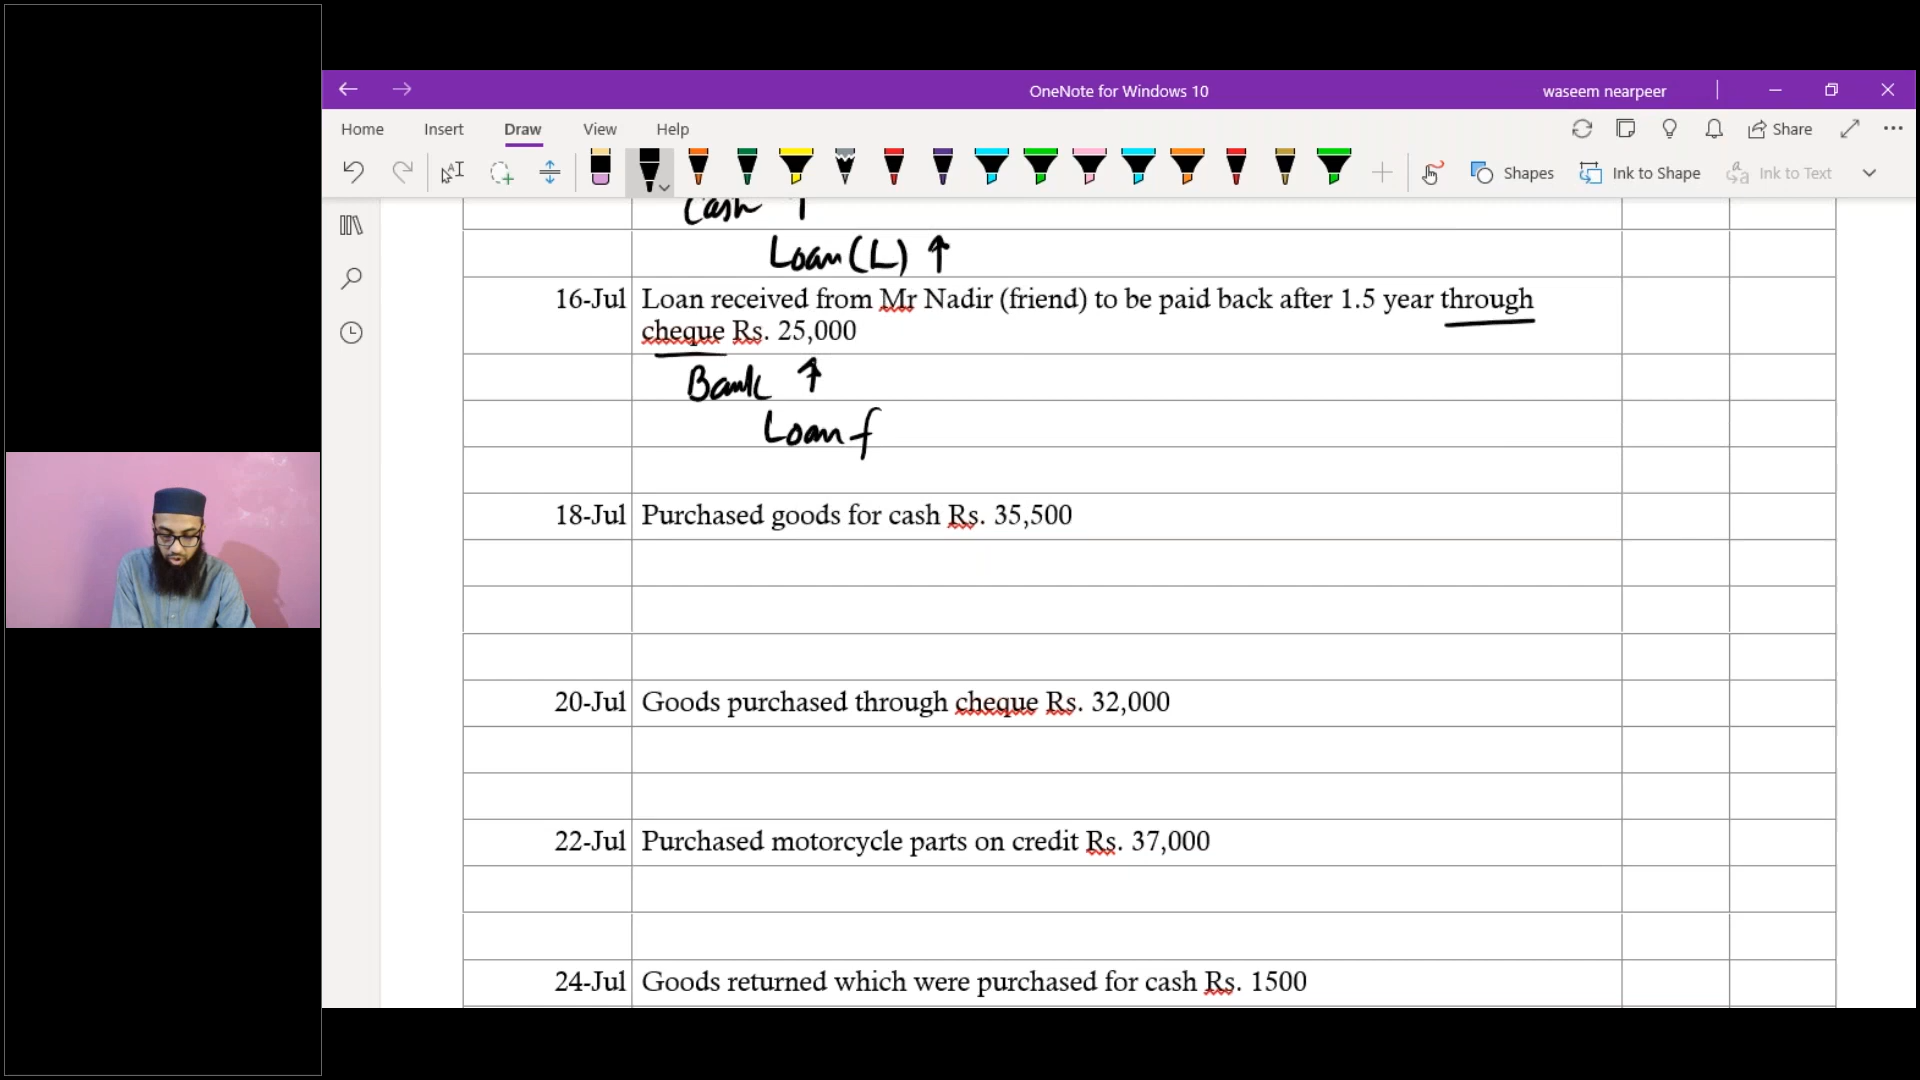 OneNote for Windows 10
waseem nearpeer
Home Insert Draw View Help
Share
Shapes
Ink to Shape
Ink to Text
Cash ↑
Loan (L) ↑
16-Jul Loan received from Mr Nadir (friend) to be paid back after 1.5 year through
cheque Rs. 25,000
Bank ↑
Loan f
18-Jul Purchased goods for cash Rs. 35,500
20-Jul Goods purchased through cheque Rs. 32,000
22-Jul Purchased motorcycle parts on credit Rs. 37,000
24-Jul Goods returned which were purchased for cash Rs. 1500